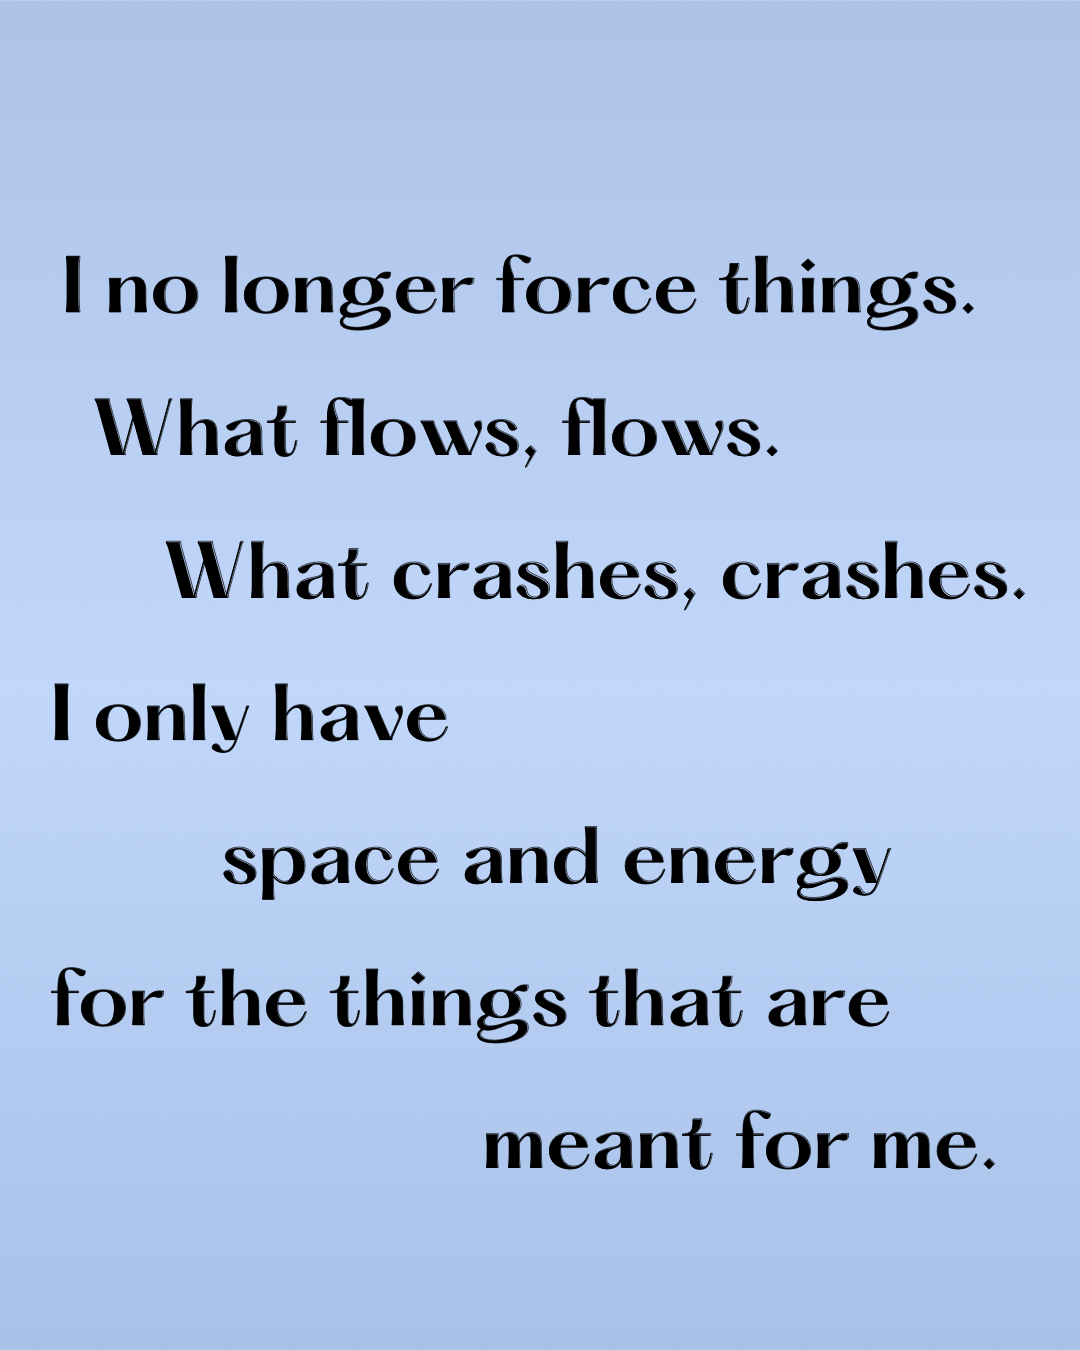 I no longer force things.
What flows, flows.
What crashes, crashes.
I only have
space and energy
for the things that are
meant for me.